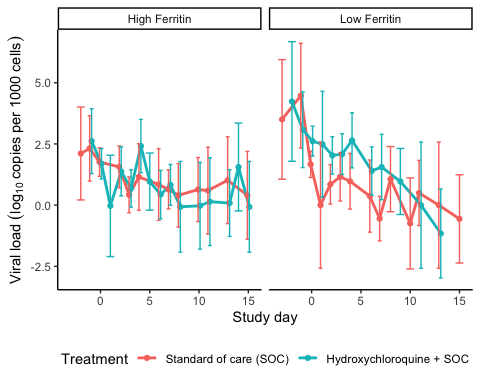 High Ferritin Low Ferritin
Viral load (log₁₀ copies per 1000 cells)
5.0
2.5
0.0
-2.5
0 5 10 15 0 5 10 15
Study day
Treatment Standard of care (SOC) Hydroxychloroquine + SOC